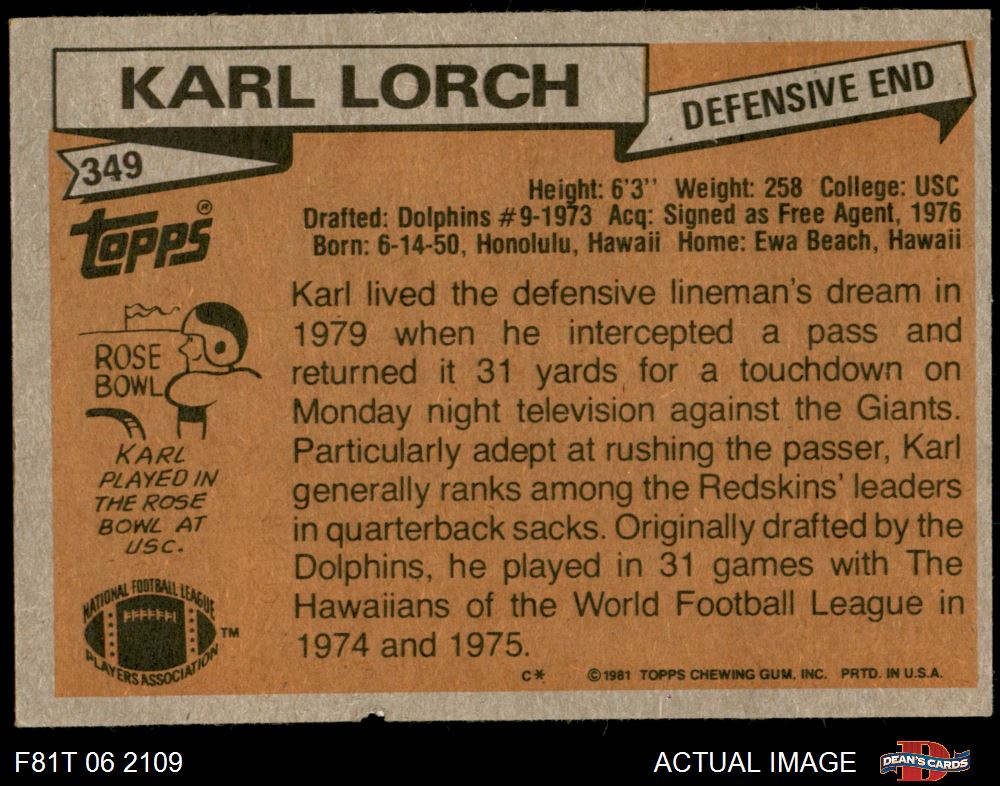 KARL LORCH
DEFENSIVE END
349
topps®
Height: 6'3'' Weight: 258 College: USC
Drafted: Dolphins #9-1973 Acq: Signed as Free Agent, 1976
Born: 6-14-50, Honolulu, Hawaii Home: Ewa Beach, Hawaii
Karl lived the defensive lineman's dream in
1979 when he intercepted a pass and
returned it 31 yards for a touchdown on
Monday night television against the Giants.
Particularly adept at rushing the passer, Karl
generally ranks among the Redskins' leaders
in quarterback sacks. Originally drafted by the
Dolphins, he played in 31 games with The
Hawaiians of the World Football League in
1974 and 1975.
ROSE
BOWL
KARL
PLAYED IN
THE ROSE
BOWL AT
USC.
NATIONAL FOOTBALL LEAGUE
PLAYERS ASSOCIATION
TM
C* ©1981 TOPPS CHEWING GUM, INC. PRTD. IN U.S.A.
F81T 06 2109
ACTUAL IMAGE
D
DEAN'S CARDS